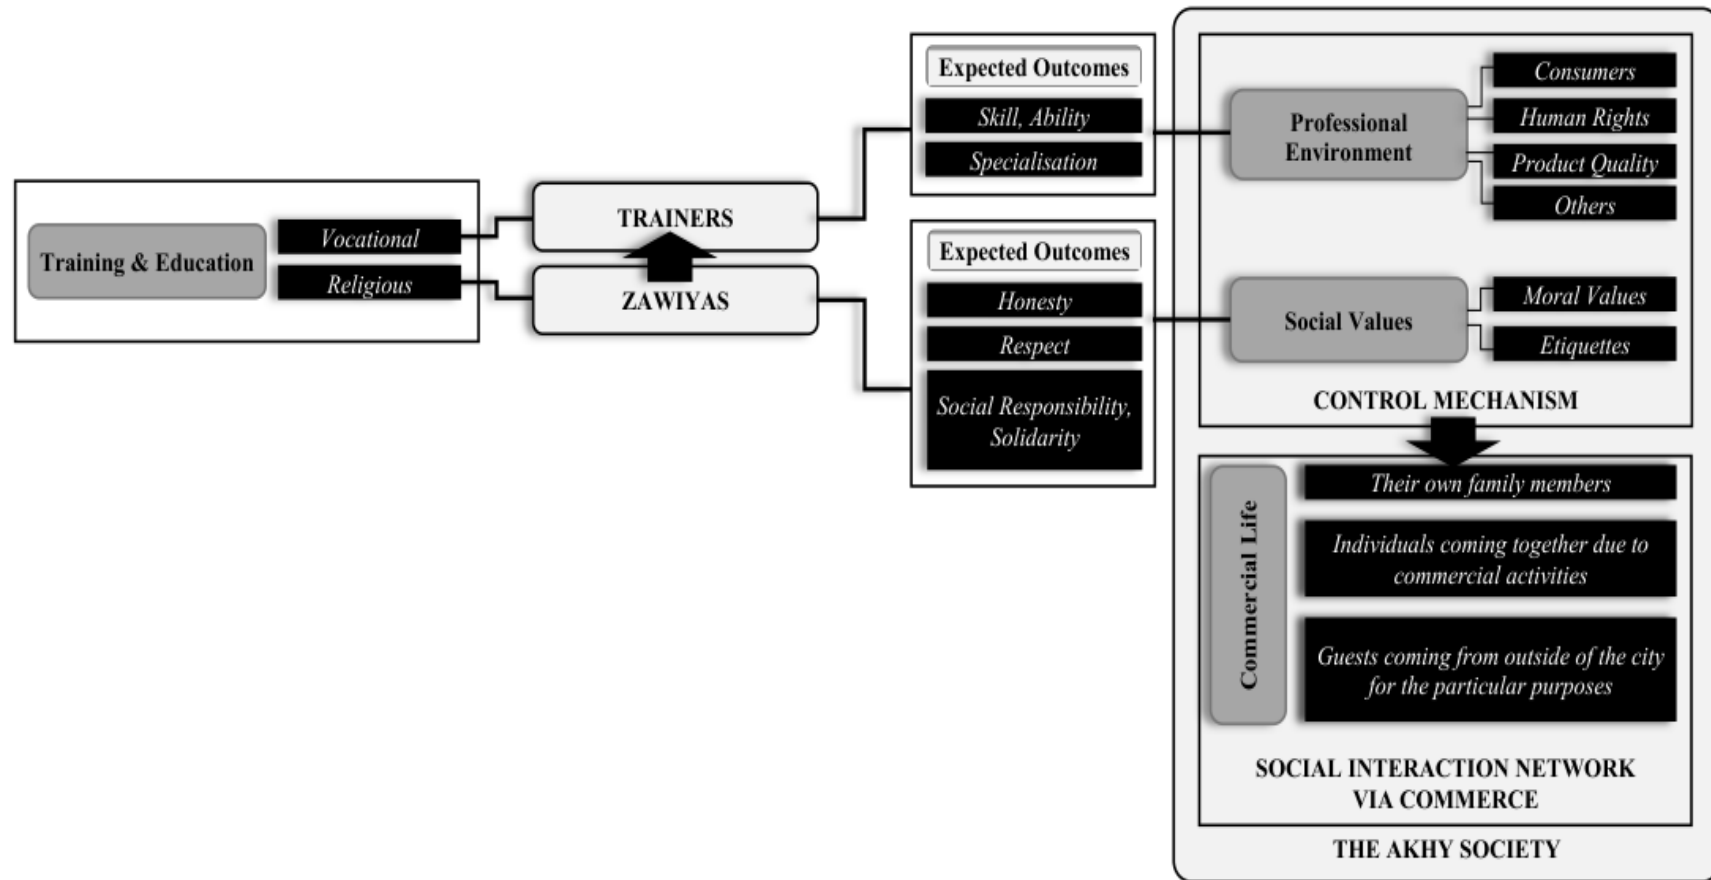 Training & Education
Vocational
Religious
TRAINERS
ZAWIYAS
Expected Outcomes
Skill, Ability
Specialisation
Expected Outcomes
Honesty
Respect
Social Responsibility,
Solidarity
Professional
Environment
Consumers
Human Rights
Product Quality
Others
Social Values
Moral Values
Etiquettes
CONTROL MECHANISM
Commercial Life
Their own family members
Individuals coming together due to
commercial activities
Guests coming from outside of the city
for the particular purposes
SOCIAL INTERACTION NETWORK
VIA COMMERCE
THE AKHY SOCIETY